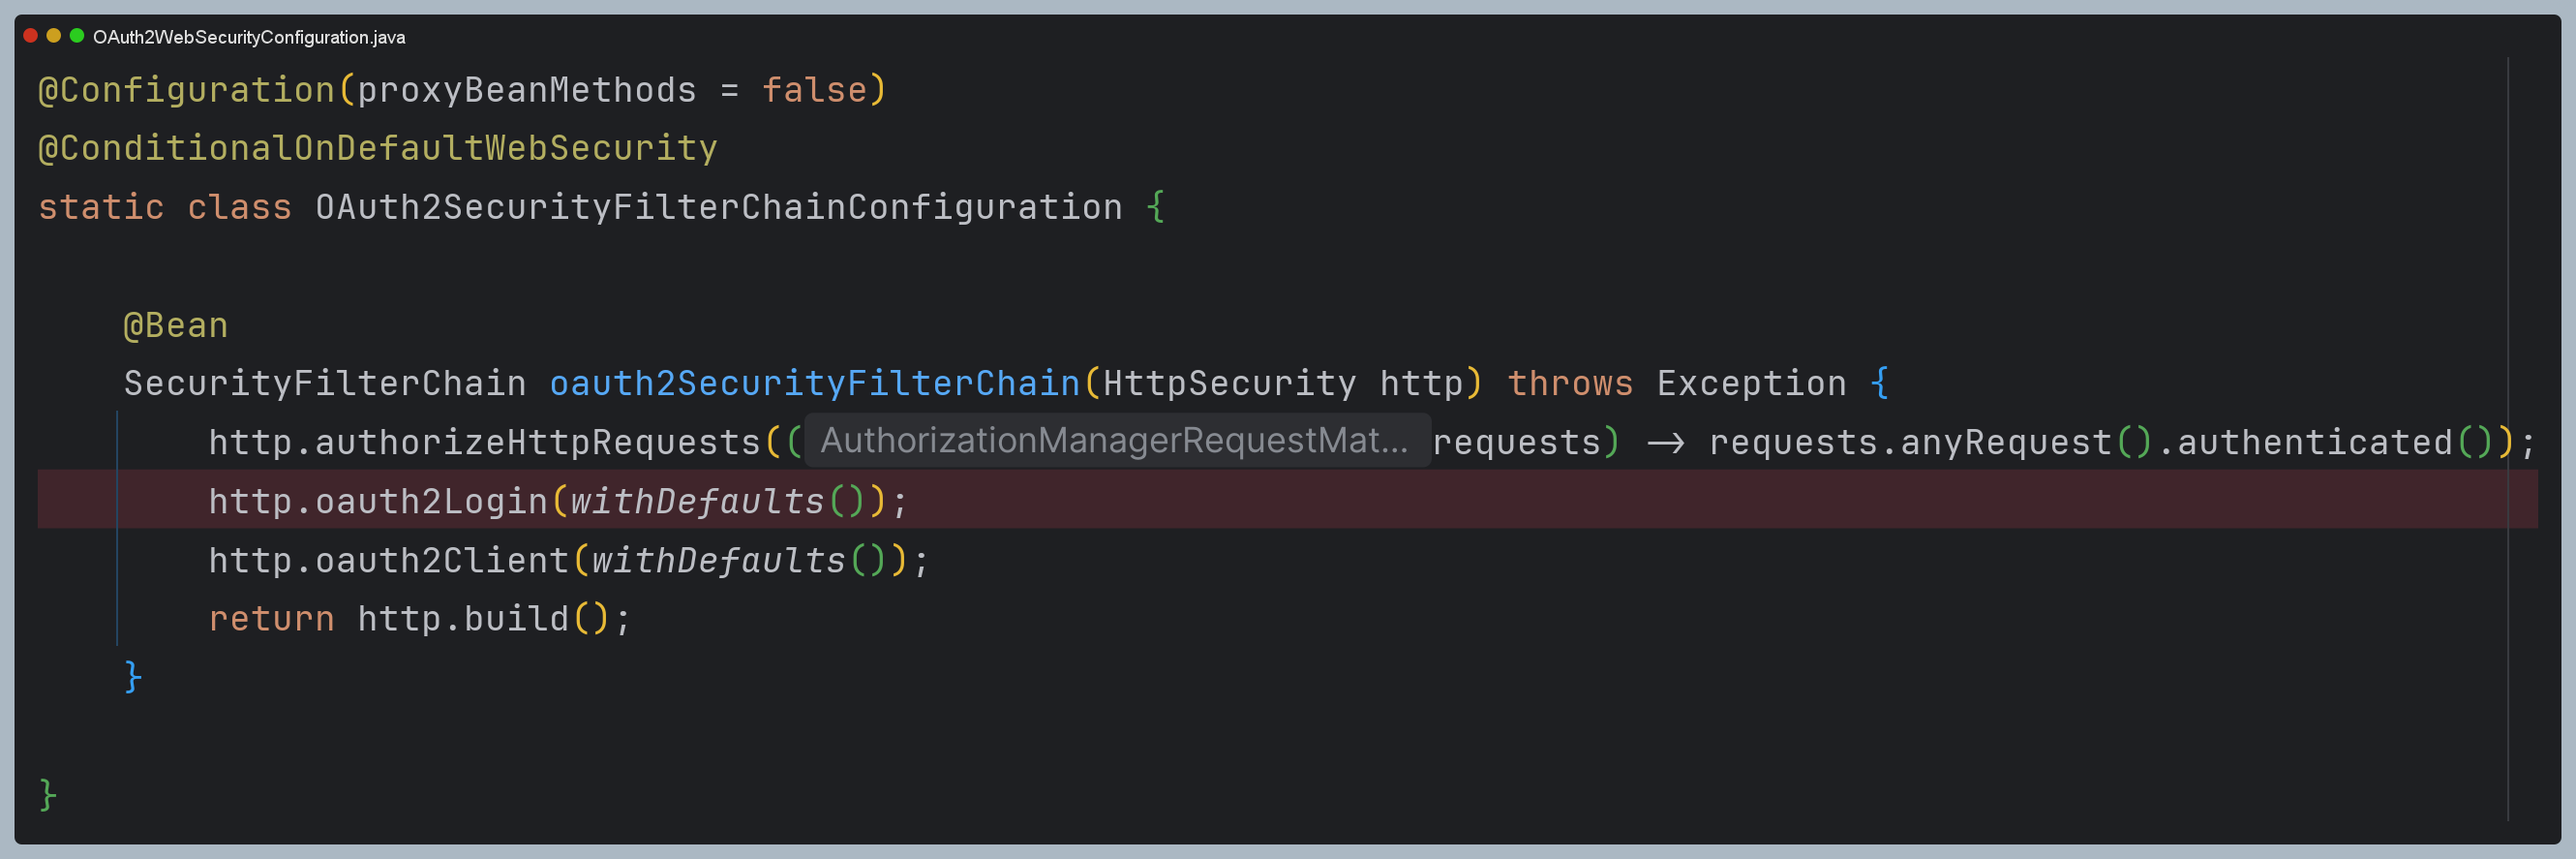 OAuth2WebSecurityConfiguration.java
@Configuration(proxyBeanMethods = false)
@ConditionalOnDefaultWebSecurity
static class OAuth2SecurityFilterChainConfiguration {
@Bean
SecurityFilterChain oauth2SecurityFilterChain(HttpSecurity http) throws Exception {
http.authorizeHttpRequests(( AuthorizationManagerRequestMat... requests) -> requests.anyRequest().authenticated());
http.oauth2Login(withDefaults());
http.oauth2Client(withDefaults());
return http.build();
}
}